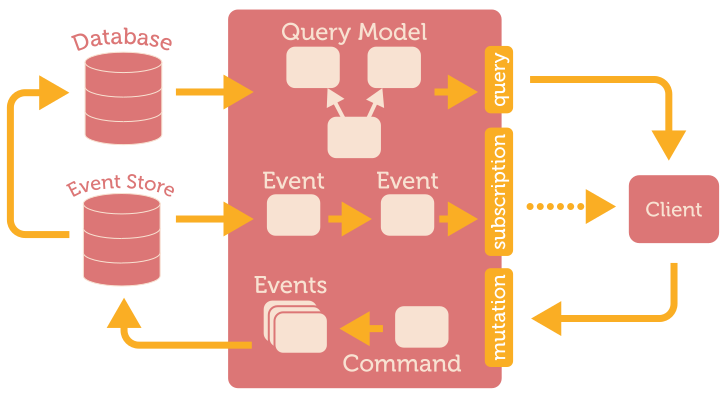 Database
Query Model
query
Event Store
Event
Event
subscription
Client
Events
Command
mutation